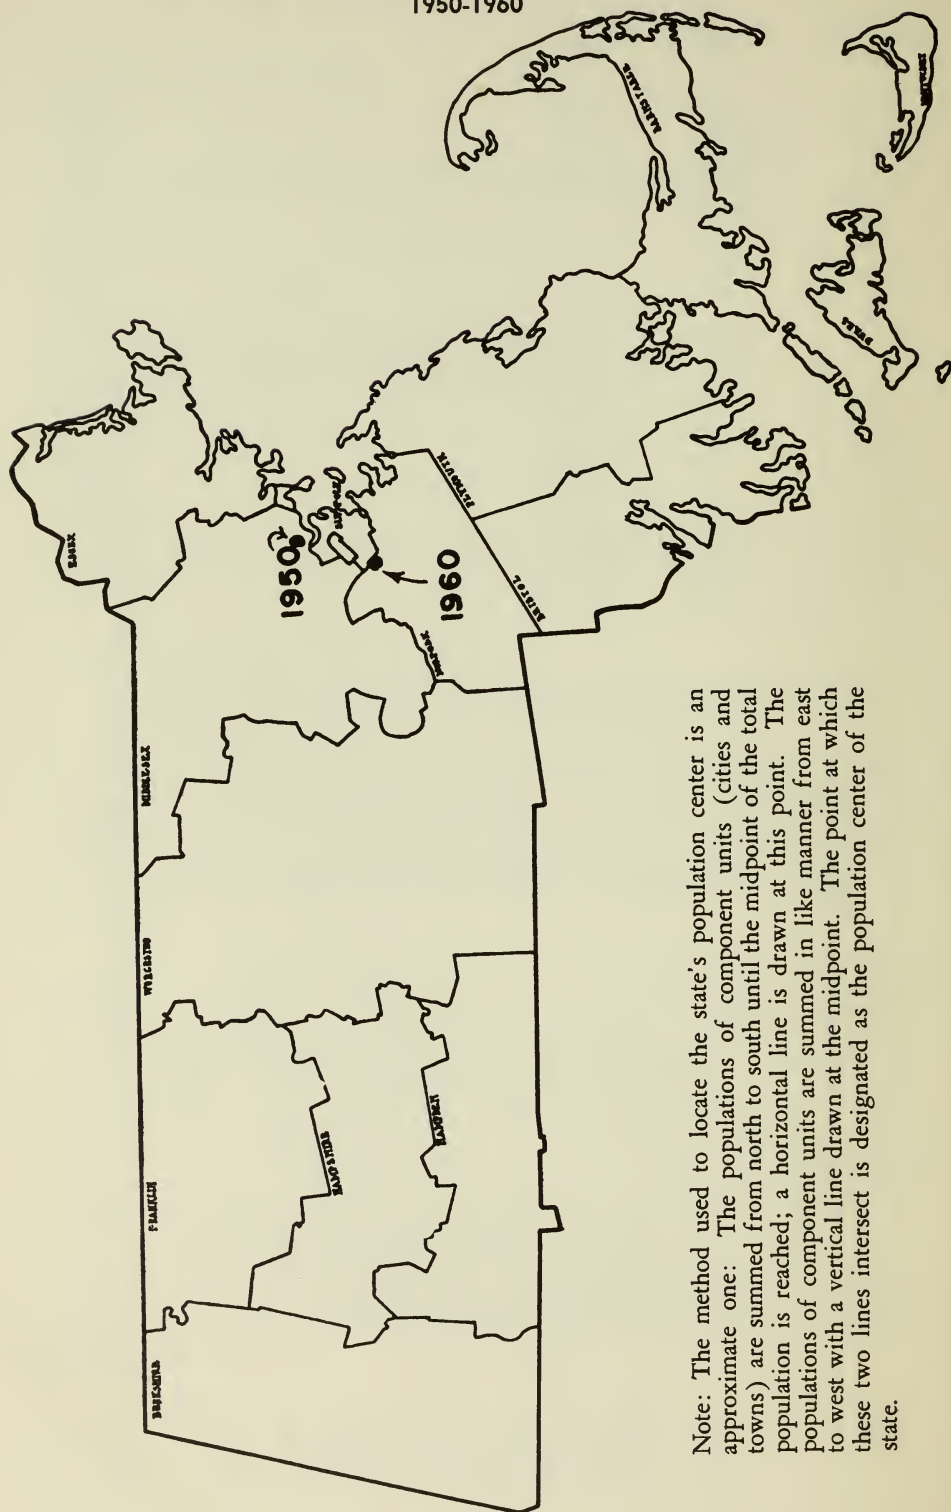 1950-1960
ESSEX
MIDDLESEX
WORCESTER
FRANKLIN
BERKSHIRE
HAMPSHIRE
HAMPDEN
NORFOLK
SUFFOLK
1950
1960
PLYMOUTH
BRISTOL
BARNSTABLE
DUKES
NANTUCKET
Note: The method used to locate the state's population center is an
approximate one: The populations of component units (cities and
towns) are summed from north to south until the midpoint of the total
population is reached; a horizontal line is drawn at this point. The
populations of component units are summed in like manner from east
to west with a vertical line drawn at the midpoint. The point at which
these two lines intersect is designated as the population center of the
state.